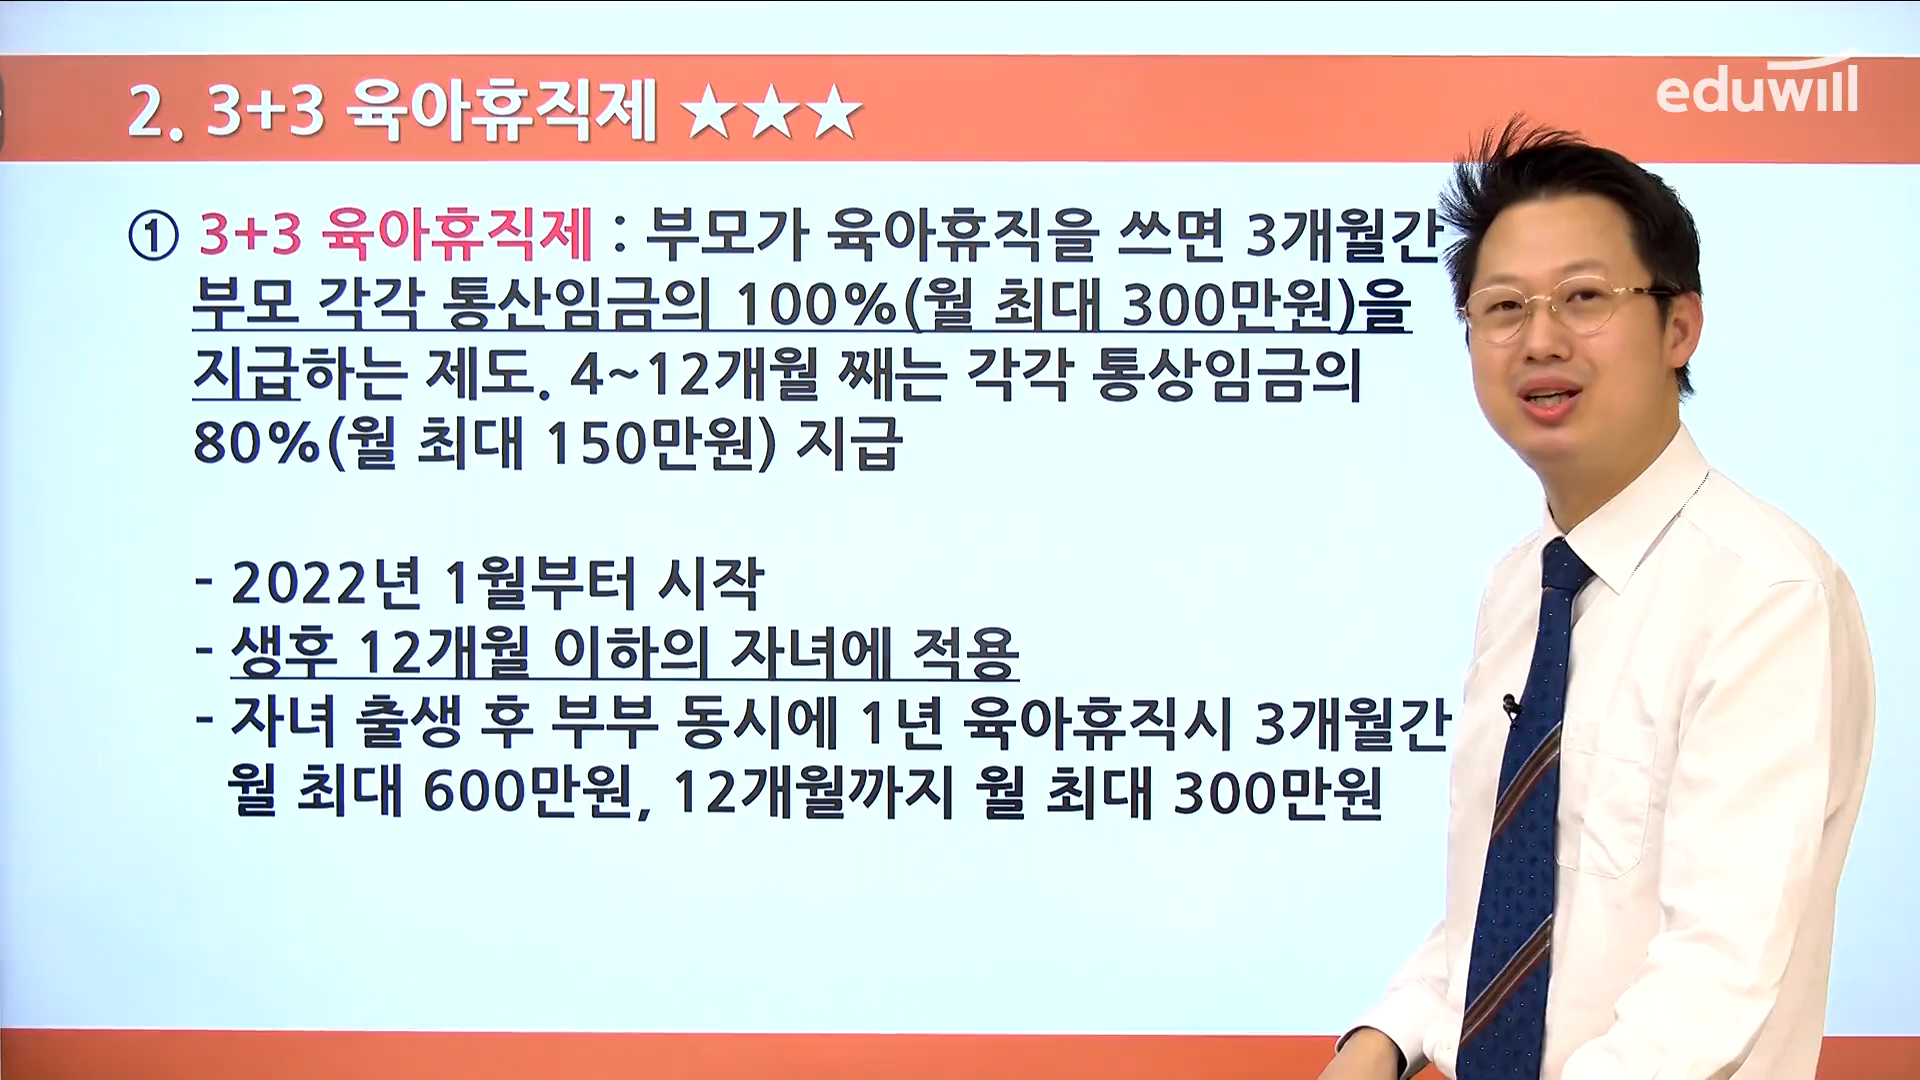 2. 3+3 육아휴직제 ★★★
eduwill
① 3+3 육아휴직제 : 부모가 육아휴직을 쓰면 3개월간
부모 각각 통산임금의 100%(월 최대 300만원)을
지급하는 제도. 4~12개월 째는 각각 통상임금의
80%(월 최대 150만원) 지급
- 2022년 1월부터 시작
- 생후 12개월 이하의 자녀에 적용
- 자녀 출생 후 부부 동시에 1년 육아휴직시 3개월간
월 최대 600만원, 12개월까지 월 최대 300만원